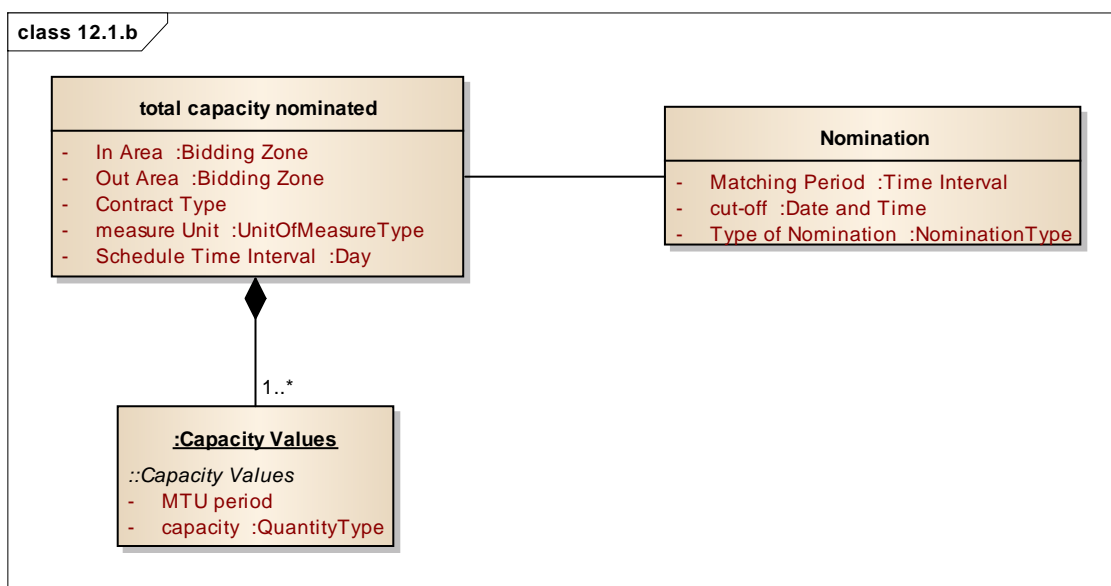 class 12.1.b
total capacity nominated
- In Area :Bidding Zone
- Out Area :Bidding Zone
- Contract Type
- measure Unit :UnitOfMeasureType
- Schedule Time Interval :Day
Nomination
- Matching Period :Time Interval
- cut-off :Date and Time
- Type of Nomination :NominationType
1..*
:Capacity Values
::Capacity Values
- MTU period
- capacity :QuantityType